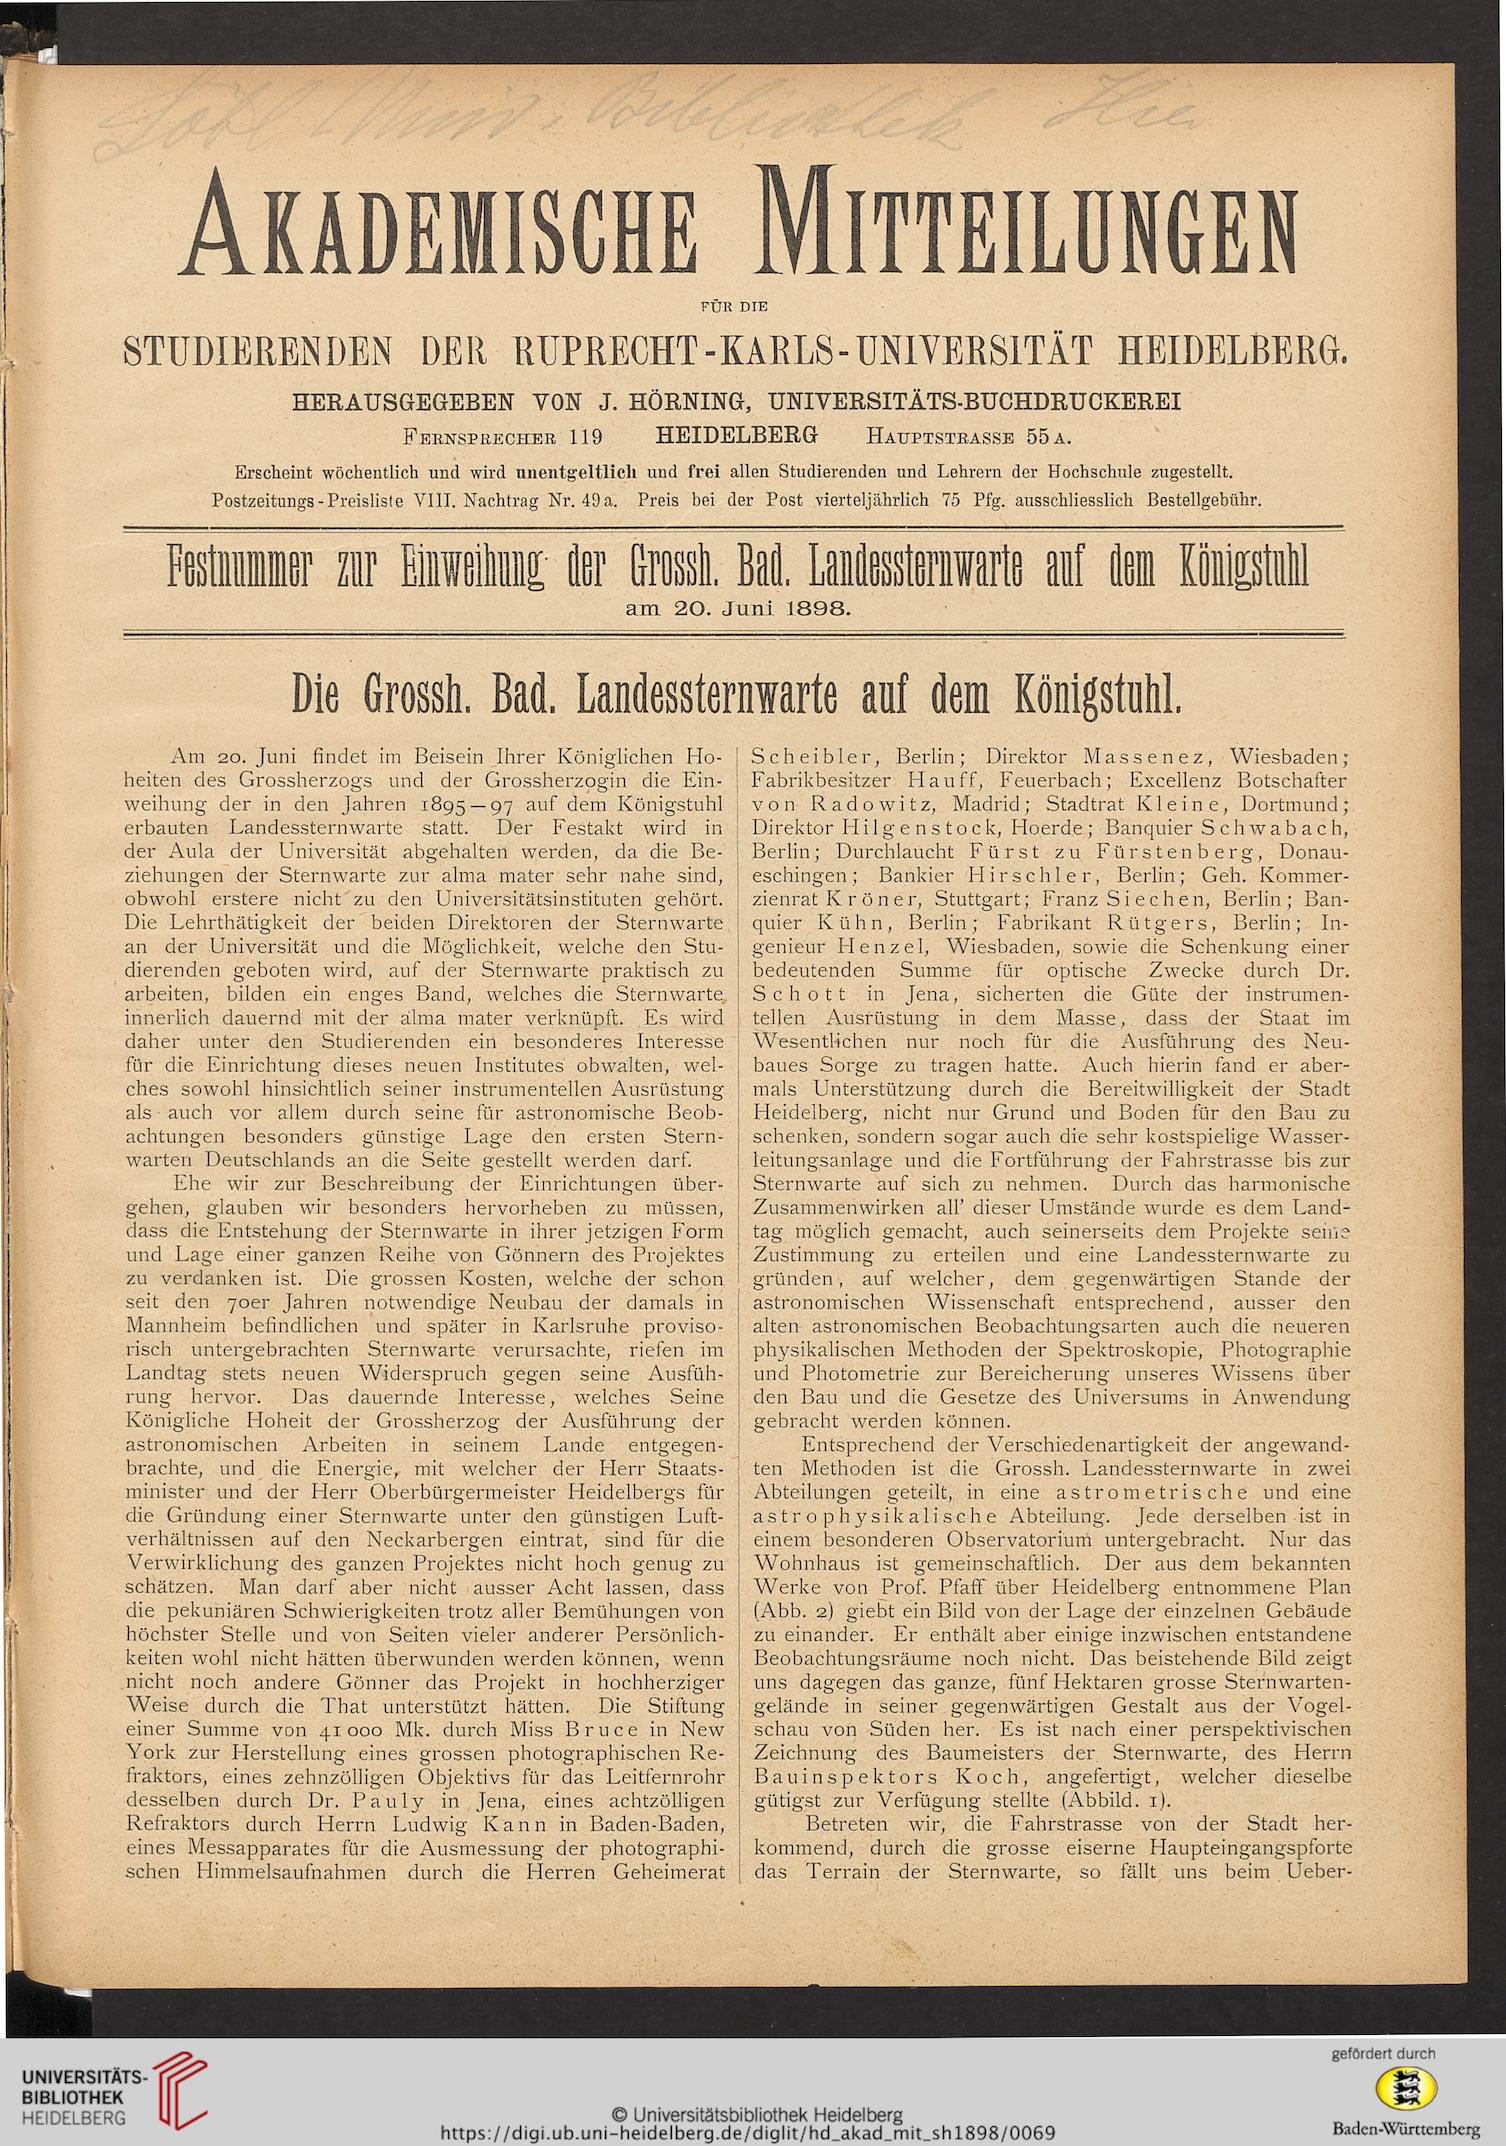 Löbl. Univ. Bibliothek Hier
AKADEMISCHE MITTEILUNGEN
FÜR DIE
STUDIERENDEN DER RUPRECHT-KARLS-UNIVERSITÄT HEIDELBERG.
HERAUSGEGEBEN VON J. HÖRNING, UNIVERSITÄTS-BUCHDRUCKEREI
FERNSPRECHER 119 HEIDELBERG HAUPTSTRASSE 55 A.
Erscheint wöchentlich und wird unentgeltlich und frei allen Studierenden und Lehrern der Hochschule zugestellt.
Postzeitungs-Preisliste VIII. Nachtrag Nr. 49a. Preis bei der Post vierteljährlich 75 Pfg. ausschliesslich Bestellgebühr.
Festnummer zur Einweihung der Grossh. Bad. Landessternwarte auf dem Königstuhl
am 20. Juni 1898.
Die Grossh. Bad. Landessternwarte auf dem Königstuhl.
Am 20. Juni findet im Beisein Ihrer Königlichen Ho-
heiten des Grossherzogs und der Grossherzogin die Ein-
weihung der in den Jahren 1895—97 auf dem Königstuhl
erbauten Landessternwarte statt. Der Festakt wird in
der Aula der Universität abgehalten werden, da die Be-
ziehungen der Sternwarte zur alma mater sehr nahe sind,
obwohl erstere nicht zu den Universitätsinstituten gehört.
Die Lehrthätigkeit der beiden Direktoren der Sternwarte
an der Universität und die Möglichkeit, welche den Stu-
dierenden geboten wird, auf der Sternwarte praktisch zu
arbeiten, bilden ein enges Band, welches die Sternwarte
innerlich dauernd mit der alma mater verknüpft. Es wird
daher unter den Studierenden ein besonderes Interesse
für die Einrichtung dieses neuen Institutes obwalten, wel-
ches sowohl hinsichtlich seiner instrumentellen Ausrüstung
als auch vor allem durch seine für astronomische Beob-
achtungen besonders günstige Lage den ersten Stern-
warten Deutschlands an die Seite gestellt werden darf.
Ehe wir zur Beschreibung der Einrichtungen über-
gehen, glauben wir besonders hervorheben zu müssen,
dass die Entstehung der Sternwarte in ihrer jetzigen Form
und Lage einer ganzen Reihe von Gönnern des Projektes
zu verdanken ist. Die grossen Kosten, welche der schon
seit den 70er Jahren notwendige Neubau der damals in
Mannheim befindlichen und später in Karlsruhe proviso-
risch untergebrachten Sternwarte verursachte, riefen im
Landtag stets neuen Widerspruch gegen seine Ausfüh-
rung hervor. Das dauernde Interesse, welches Seine
Königliche Hoheit der Grossherzog der Ausführung der
astronomischen Arbeiten in seinem Lande entgegen-
brachte, und die Energie, mit welcher der Herr Staats-
minister und der Herr Oberbürgermeister Heidelbergs für
die Gründung einer Sternwarte unter den günstigen Luft-
verhältnissen auf den Neckarbergen eintrat, sind für die
Verwirklichung des ganzen Projektes nicht hoch genug zu
schätzen. Man darf aber nicht ausser Acht lassen, dass
die pekuniären Schwierigkeiten trotz aller Bemühungen von
höchster Stelle und von Seiten vieler anderer Persönlich-
keiten wohl nicht hätten überwunden werden können, wenn
nicht noch andere Gönner das Projekt in hochherziger
Weise durch die That unterstützt hätten. Die Stiftung
einer Summe von 41000 Mk. durch Miss Bruce in New
York zur Herstellung eines grossen photographischen Re-
fraktors, eines zehnzölligen Objektivs für das Leitfernrohr
desselben durch Dr. Pauly in Jena, eines achtzölligen
Refraktors durch Herrn Ludwig Kann in Baden-Baden,
eines Messapparates für die Ausmessung der photographi-
schen Himmelsaufnahmen durch die Herren Geheimerat
Scheibler, Berlin; Direktor Massenez, Wiesbaden;
Fabrikbesitzer Hauff, Feuerbach; Excellenz Botschafter
von Radowitz, Madrid; Stadtrat Kleine, Dortmund;
Direktor Hilgenstock, Hoerde; Banquier Schwabach,
Berlin; Durchlaucht Fürst zu Fürstenberg, Donau-
eschingen; Bankier Hirschler, Berlin; Geh. Kommer-
zienrat Kröner, Stuttgart; Franz Siechen, Berlin; Ban-
quier Kühn, Berlin; Fabrikant Rütgers, Berlin; In-
genieur Henzel, Wiesbaden, sowie die Schenkung einer
bedeutenden Summe für optische Zwecke durch Dr.
Schott in Jena, sicherten die Güte der instrumen-
tellen Ausrüstung in dem Masse, dass der Staat im
Wesentlichen nur noch für die Ausführung des Neu-
baues Sorge zu tragen hatte. Auch hierin fand er aber-
mals Unterstützung durch die Bereitwilligkeit der Stadt
Heidelberg, nicht nur Grund und Boden für den Bau zu
schenken, sondern sogar auch die sehr kostspielige Wasser-
leitungsanlage und die Fortführung der Fahrstrasse bis zur
Sternwarte auf sich zu nehmen. Durch das harmonische
Zusammenwirken all' dieser Umstände wurde es dem Land-
tag möglich gemacht, auch seinerseits dem Projekte seine
Zustimmung zu erteilen und eine Landessternwarte zu
gründen, auf welcher, dem gegenwärtigen Stande der
astronomischen Wissenschaft entsprechend, ausser den
alten astronomischen Beobachtungsarten auch die neueren
physikalischen Methoden der Spektroskopie, Photographie
und Photometrie zur Bereicherung unseres Wissens über
den Bau und die Gesetze des Universums in Anwendung
gebracht werden können.
Entsprechend der Verschiedenartigkeit der angewand-
ten Methoden ist die Grossh. Landessternwarte in zwei
Abteilungen geteilt, in eine astrometrische und eine
astrophysikalische Abteilung. Jede derselben ist in
einem besonderen Observatorium untergebracht. Nur das
Wohnhaus ist gemeinschaftlich. Der aus dem bekannten
Werke von Prof. Pfaff über Heidelberg entnommene Plan
(Abb. 2) giebt ein Bild von der Lage der einzelnen Gebäude
zu einander. Er enthält aber einige inzwischen entstandene
Beobachtungsräume noch nicht. Das beistehende Bild zeigt
uns dagegen das ganze, fünf Hektaren grosse Sternwarten-
gelände in seiner gegenwärtigen Gestalt aus der Vogel-
schau von Süden her. Es ist nach einer perspektivischen
Zeichnung des Baumeisters der Sternwarte, des Herrn
Bauinspektors Koch, angefertigt, welcher dieselbe
gütigst zur Verfügung stellte (Abbild. 1).
Betreten wir, die Fahrstrasse von der Stadt her-
kommend, durch die grosse eiserne Haupteingangspforte
das Terrain der Sternwarte, so fällt uns beim Ueber-
UNIVERSITÄTS-
BIBLIOTHEK
HEIDELBERG
© Universitätsbibliothek Heidelberg
https://digi.ub.uni-heidelberg.de/diglit/hd_akad_mit_sh1898/0069
gefördert durch
Baden-Württemberg